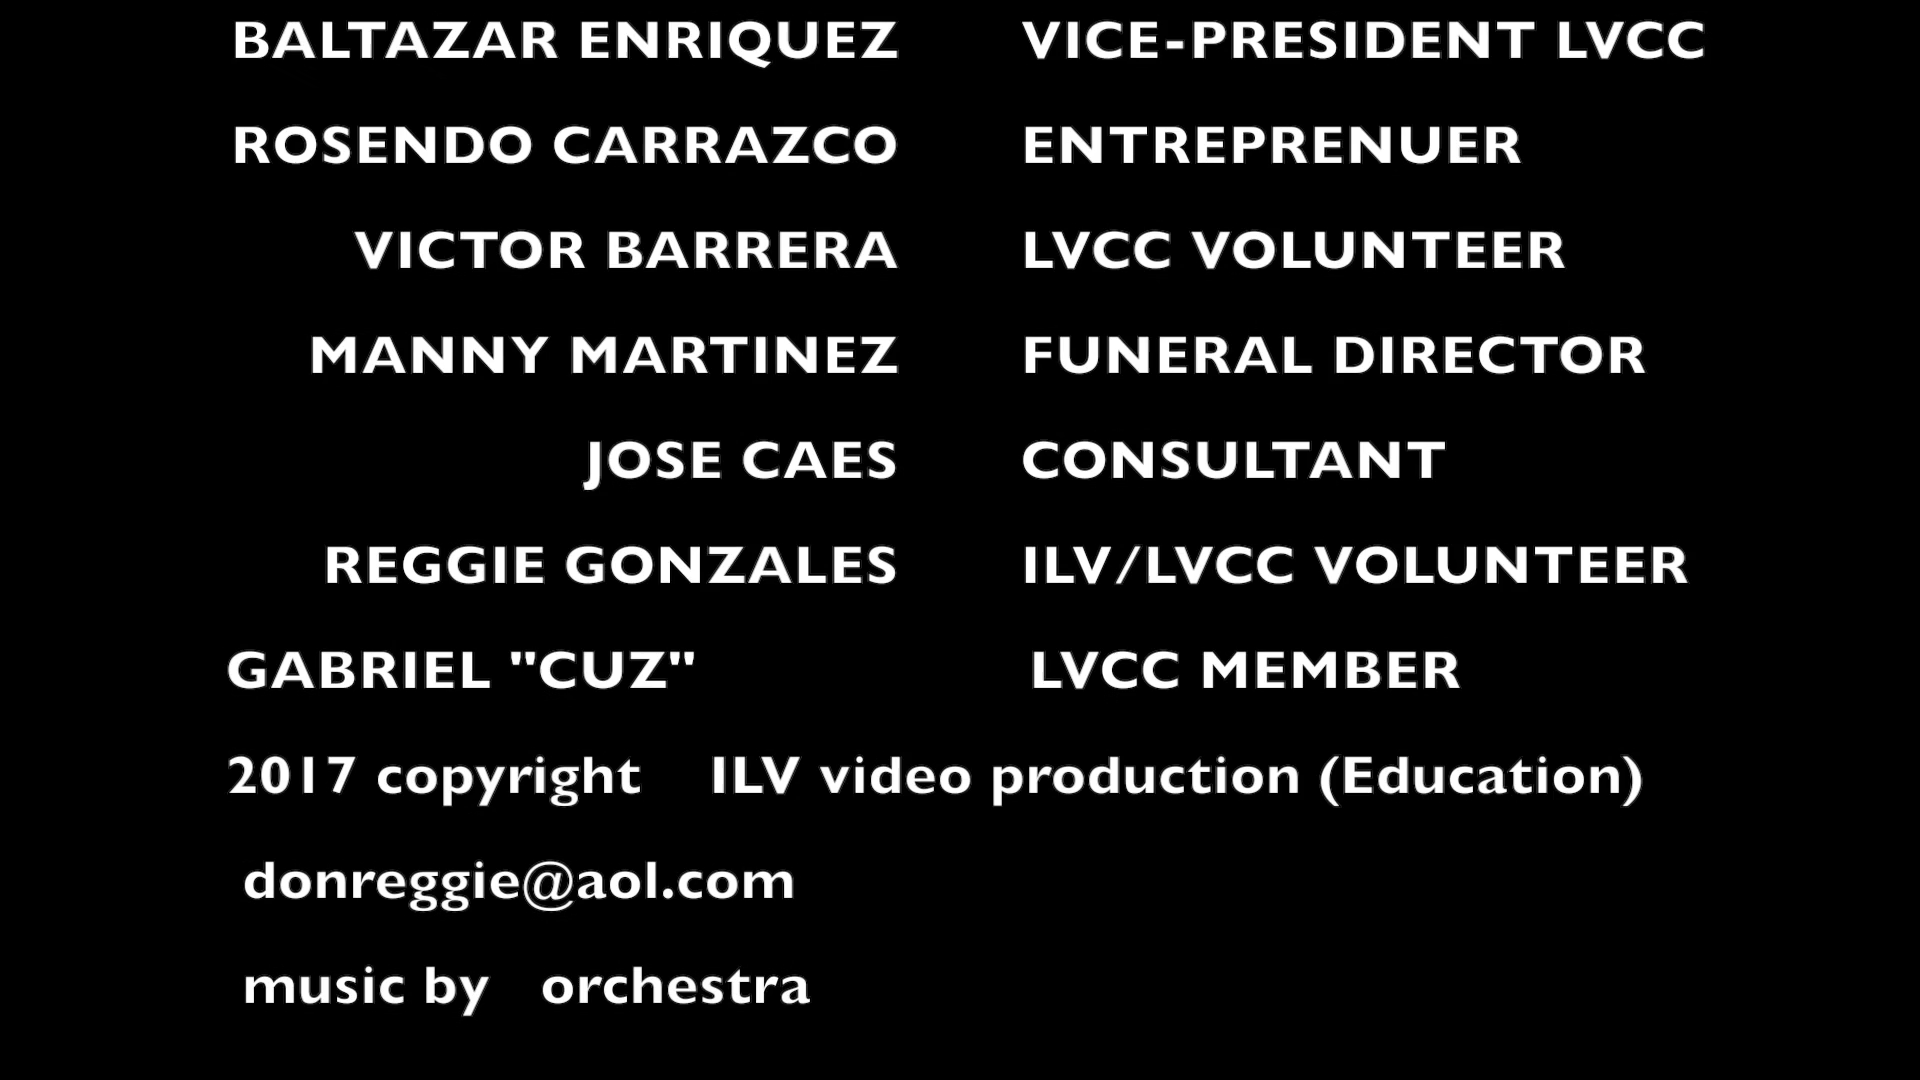 BALTAZAR ENRIQUEZ VICE-PRESIDENT LVCC
ROSENDO CARRAZCO ENTREPRENUER
VICTOR BARRERA LVCC VOLUNTEER
MANNY MARTINEZ FUNERAL DIRECTOR
JOSE CAES CONSULTANT
REGGIE GONZALES ILV/LVCC VOLUNTEER
GABRIEL "CUZ" LVCC MEMBER
2017 copyright ILV video production (Education)
donreggie@aol.com
music by orchestra